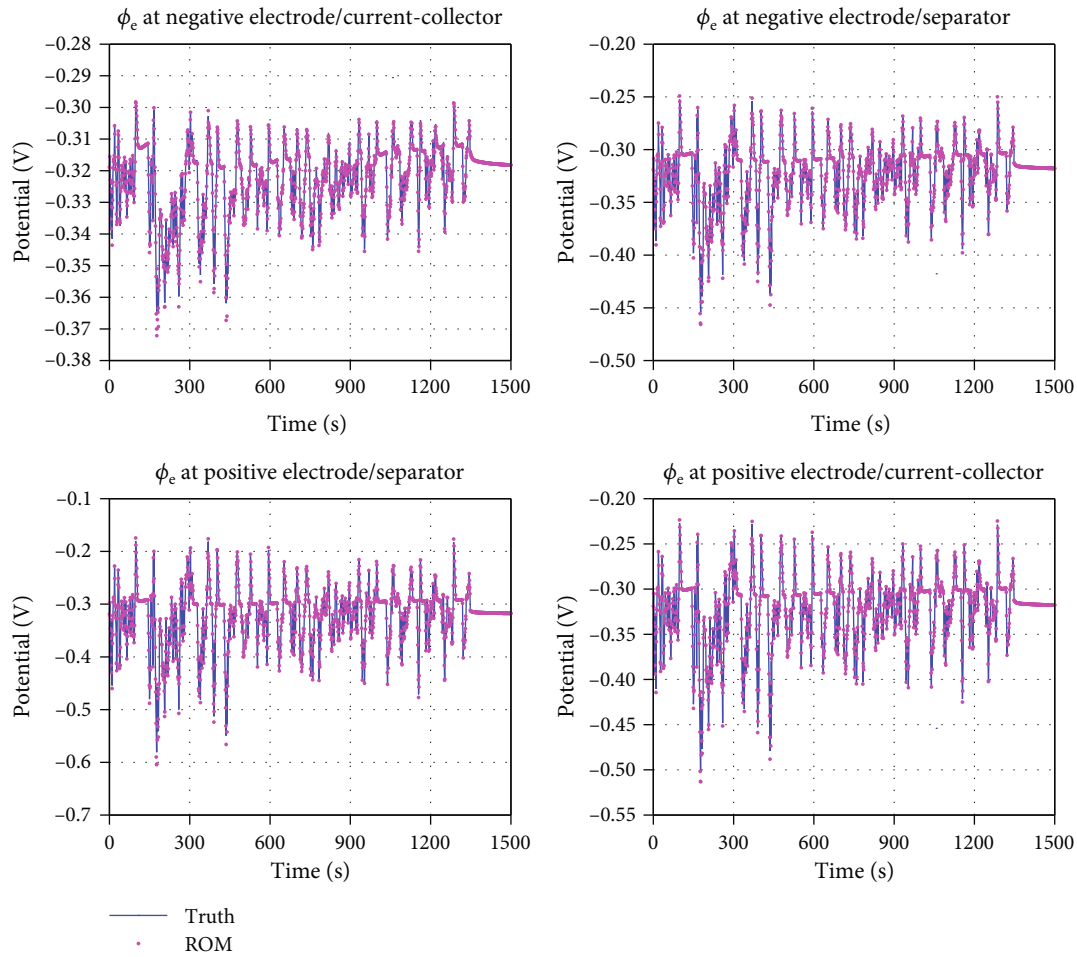 ϕe at negative electrode/current-collector
−0.28
−0.29
−0.30
−0.31
−0.32
−0.33
−0.34
−0.35
−0.36
−0.37
−0.38
Potential (V)
0 300 600 900 1200 1500
Time (s)
ϕe at negative electrode/separator
−0.20
−0.25
−0.30
−0.35
−0.40
−0.45
−0.50
Potential (V)
0 300 600 900 1200 1500
Time (s)
ϕe at positive electrode/separator
−0.1
−0.2
−0.3
−0.4
−0.5
−0.6
−0.7
Potential (V)
0 300 600 900 1200 1500
Time (s)
ϕe at positive electrode/current-collector
−0.20
−0.25
−0.30
−0.35
−0.40
−0.45
−0.50
−0.55
Potential (V)
0 300 600 900 1200 1500
Time (s)
Truth
ROM